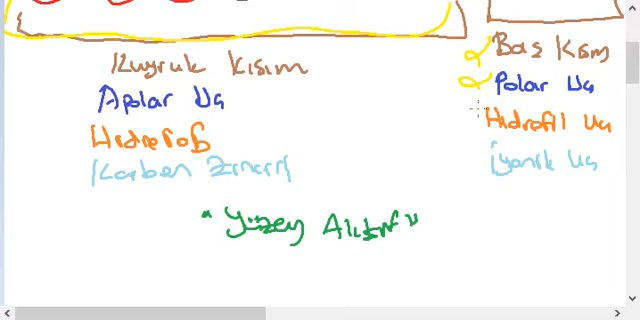 Kuyruk Kısım
Apolar Uç
Hidrofob
Karbon Zinciri
Baş Kısım
Polar Uç
Hidrofil Uç
İyonik Uç
"Yüzey Aktif"